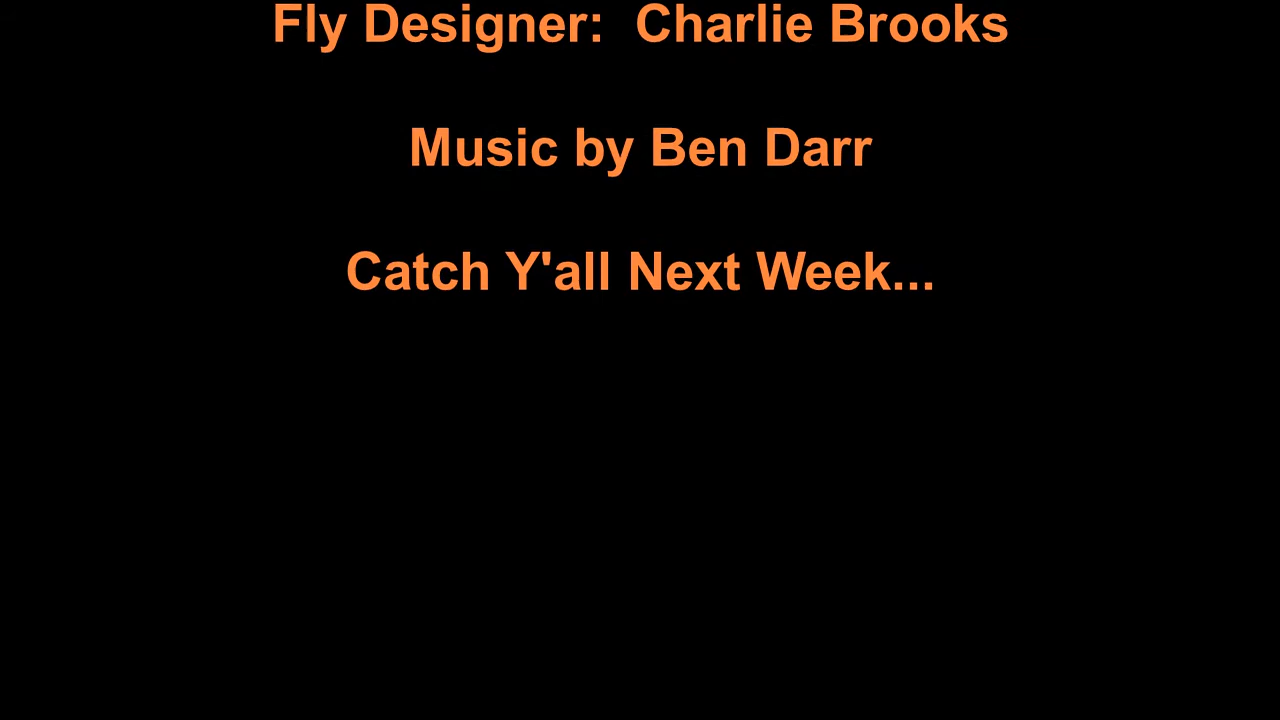 Fly Designer:  Charlie Brooks
Music by Ben Darr
Catch Y'all Next Week...